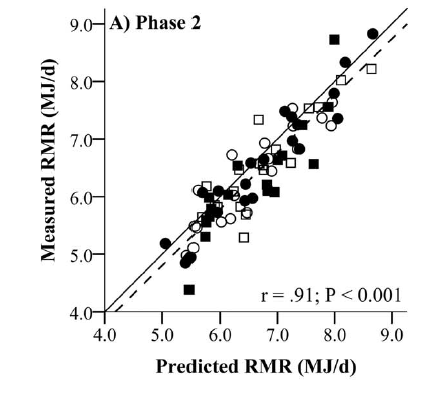 A) Phase 2
Measured RMR (MJ/d)
9.0
8.0
7.0
6.0
5.0
4.0
r = .91; P < 0.001
4.0 5.0 6.0 7.0 8.0 9.0
Predicted RMR (MJ/d)